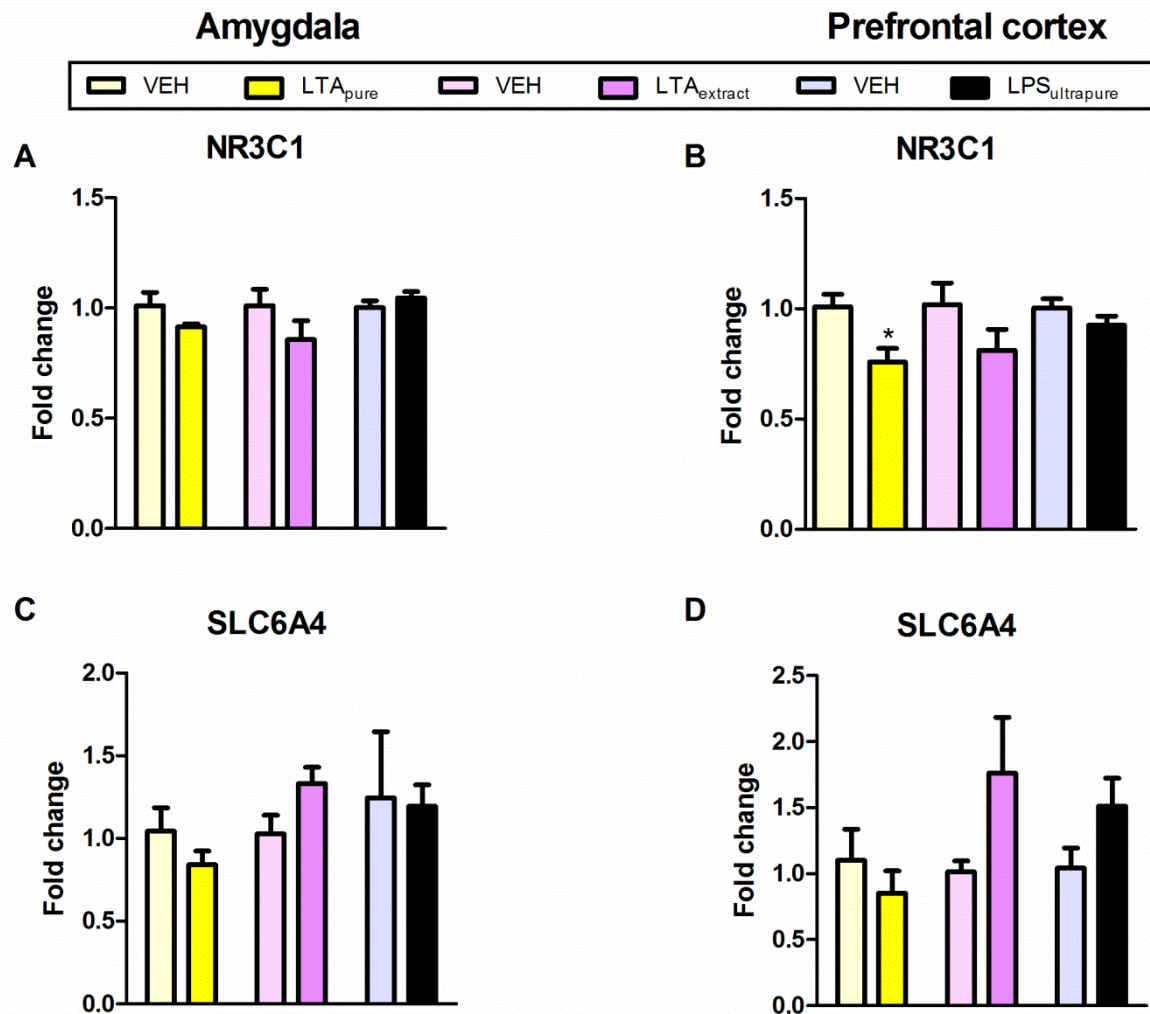 Amygdala Prefrontal cortex
VEH LTApure VEH LTAextract VEH LPSultrapure
A NR3C1
Fold change
1.5
1.0
0.5
0.0
B NR3C1
Fold change
1.5
1.0
0.5
0.0
*
C SLC6A4
Fold change
2.0
1.5
1.0
0.5
0.0
D SLC6A4
Fold change
2.5
2.0
1.5
1.0
0.5
0.0